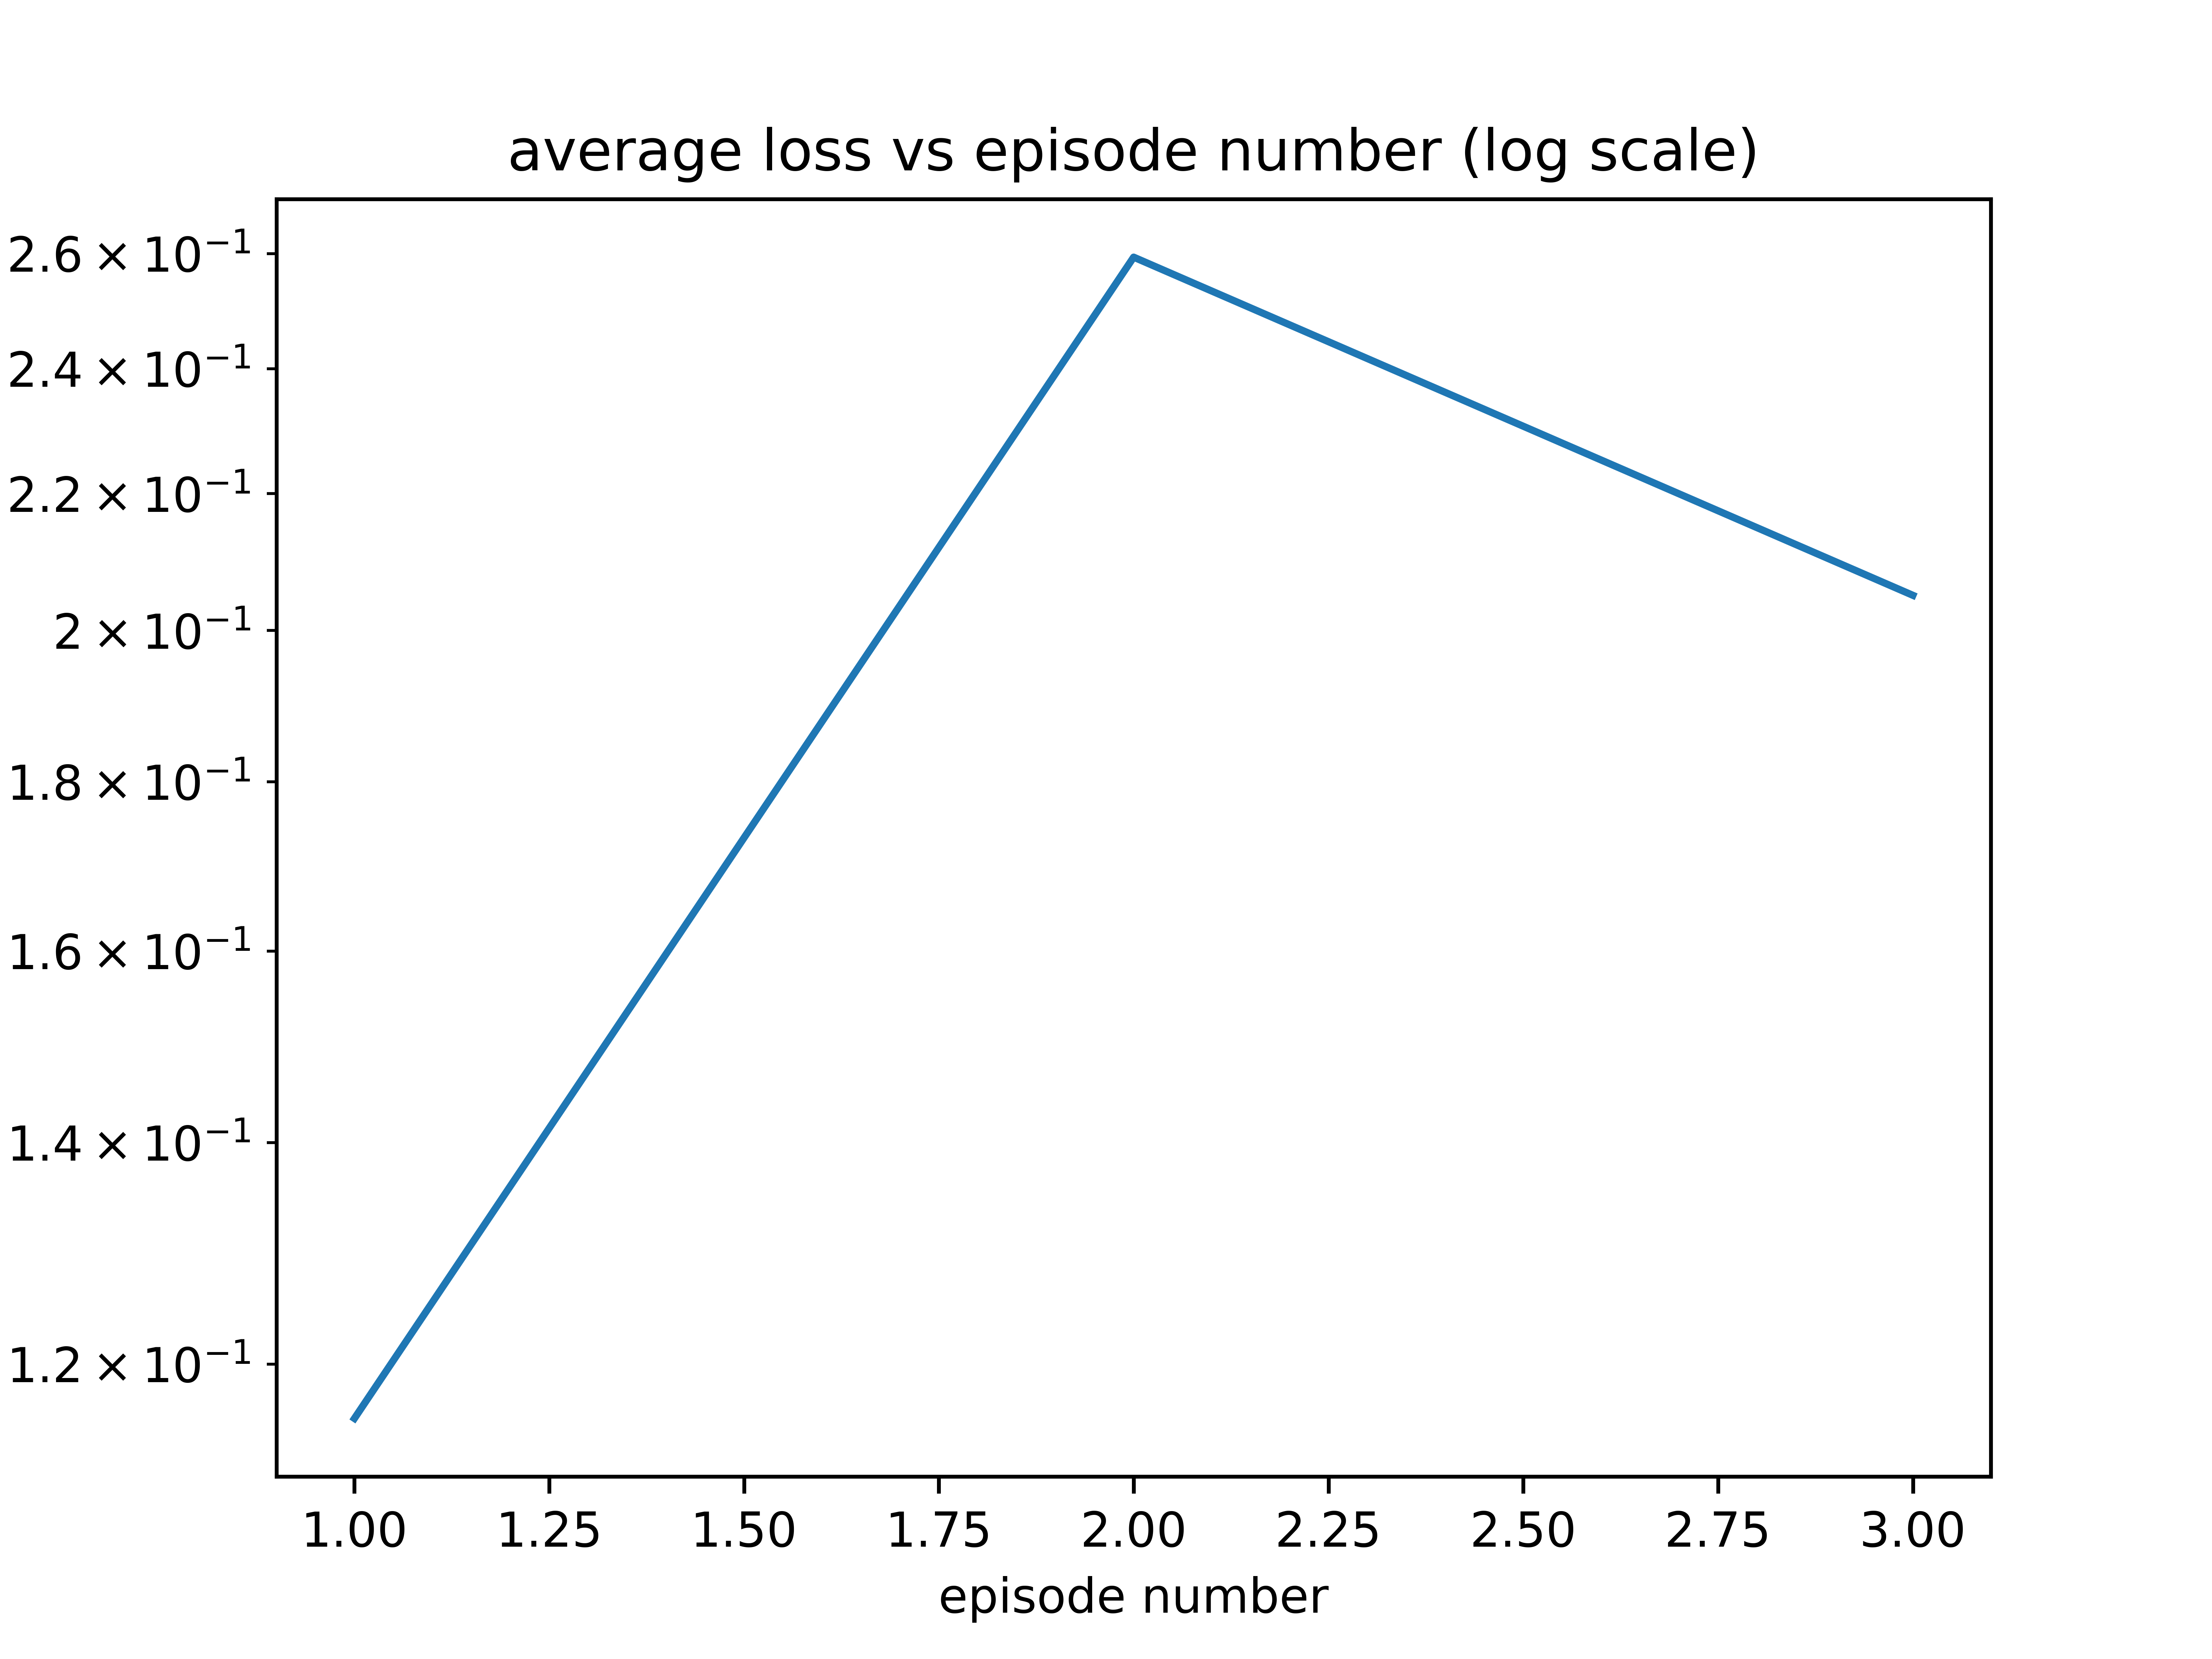 average loss vs episode number (log scale)
2.6 × 10⁻¹
2.4 × 10⁻¹
2.2 × 10⁻¹
2 × 10⁻¹
1.8 × 10⁻¹
1.6 × 10⁻¹
1.4 × 10⁻¹
1.2 × 10⁻¹
1.00 1.25 1.50 1.75 2.00 2.25 2.50 2.75 3.00
episode number